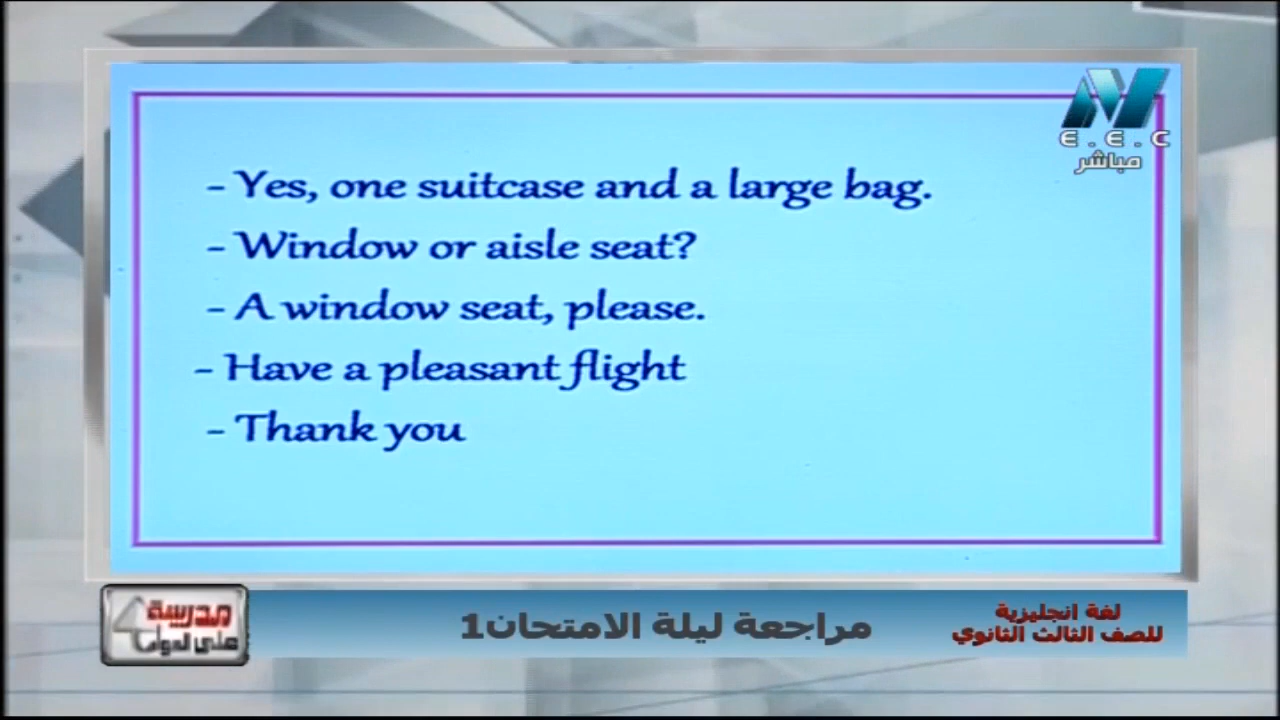 E.E.C
مباشر
- Yes, one suitcase and a large bag.
- Window or aisle seat?
- A window seat, please.
- Have a pleasant flight
- Thank you
لغة انجليزية
للصف الثالث الثانوي
مراجعة ليلة الامتحان1
مدرسة
على الهواء
4